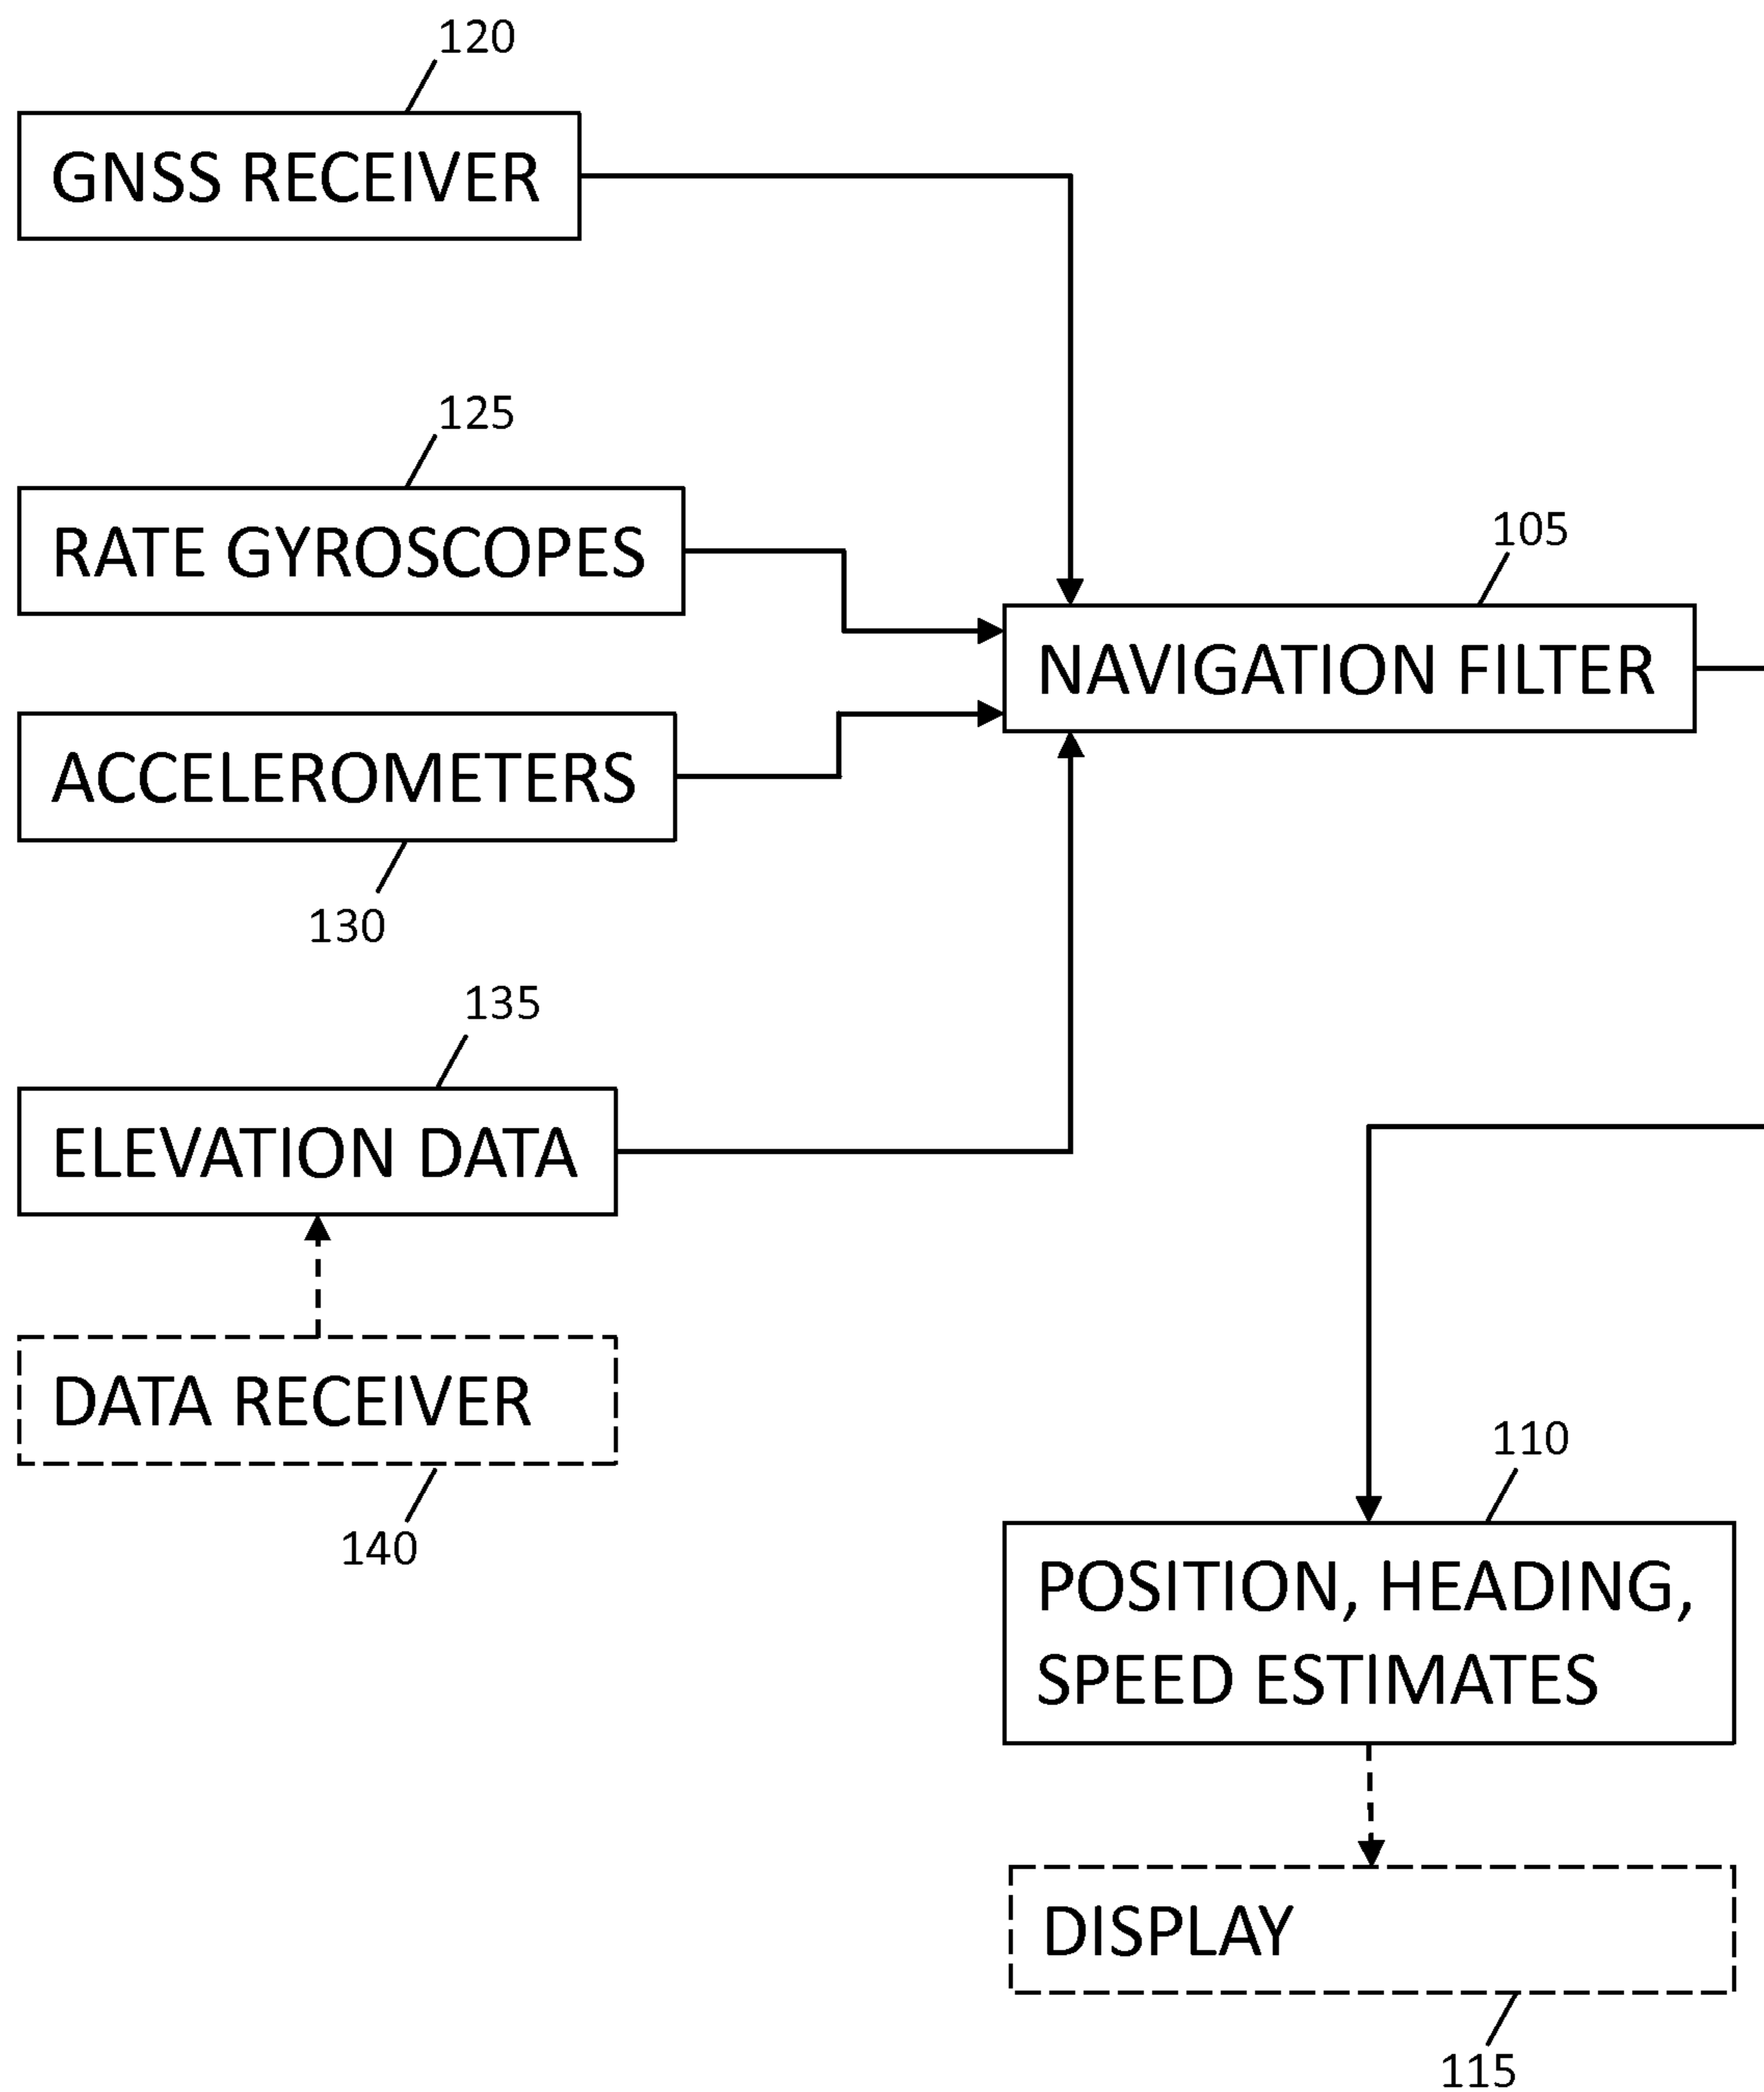 120
GNSS RECEIVER
125
RATE GYROSCOPES
105
NAVIGATION FILTER
ACCELEROMETERS
130
135
ELEVATION DATA
DATA RECEIVER
140
110
POSITION, HEADING,
SPEED ESTIMATES
DISPLAY
115